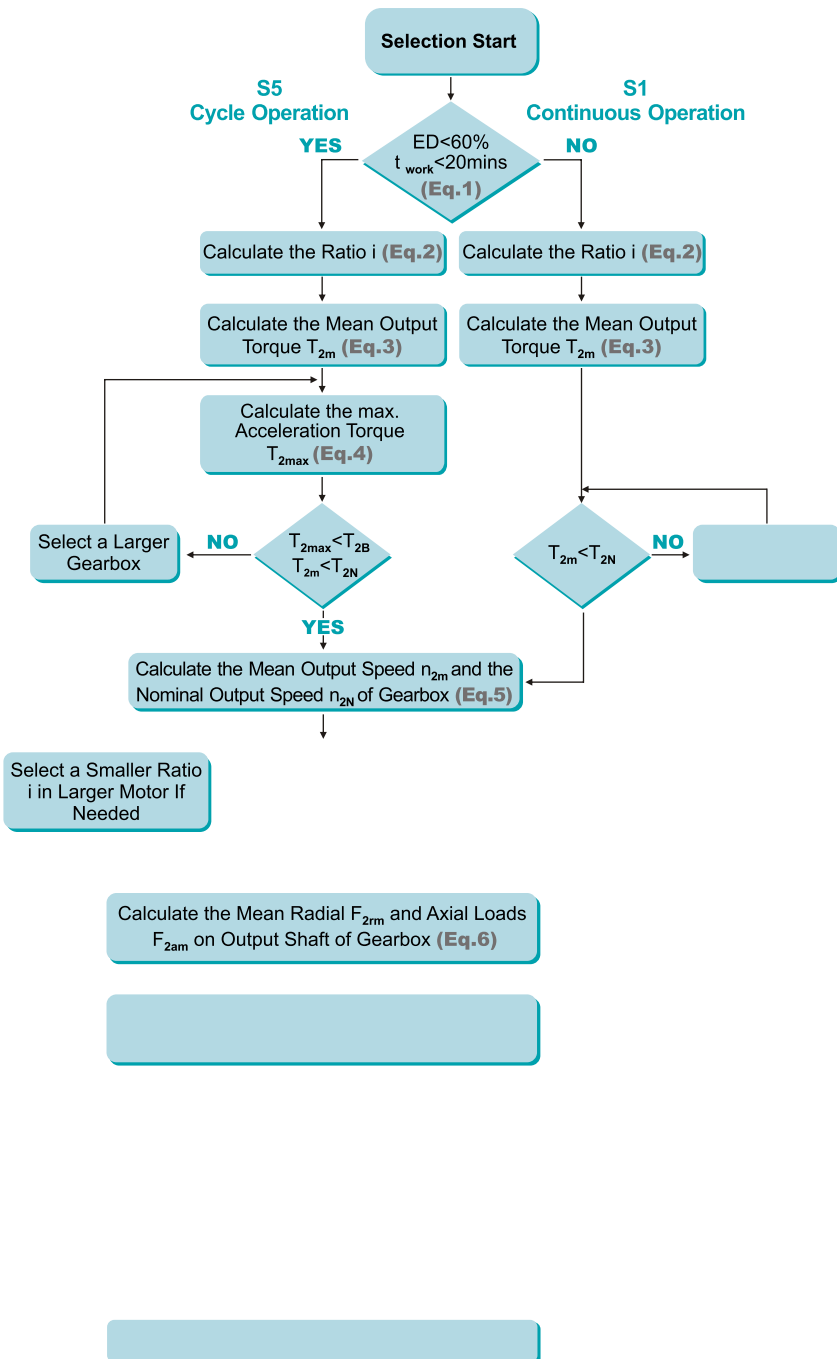 Selection Start
S5
Cycle Operation
S1
Continuous Operation
YES
NO
ED<60%
t work<20mins
(Eq.1)
Calculate the Ratio i (Eq.2)
Calculate the Ratio i (Eq.2)
Calculate the Mean Output
Torque T2m (Eq.3)
Calculate the Mean Output
Torque T2m (Eq.3)
Calculate the max.
Acceleration Torque
T2max (Eq.4)
Select a Larger
Gearbox
NO
T2max<T2B
T2m<T2N
T2m<T2N
NO
YES
Calculate the Mean Output Speed n2m and the
Nominal Output Speed n2N of Gearbox (Eq.5)
Select a Smaller Ratio
i in Larger Motor If
Needed
Calculate the Mean Radial F2rm and Axial Loads
F2am on Output Shaft of Gearbox (Eq.6)